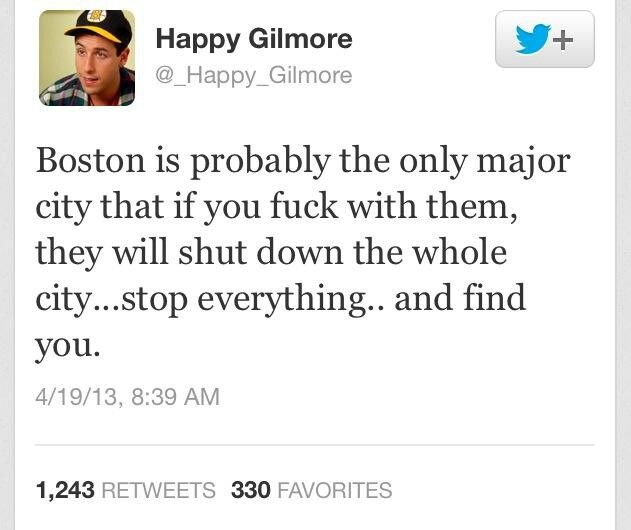 Happy Gilmore
@_Happy_Gilmore
+
Boston is probably the only major
city that if you fuck with them,
they will shut down the whole
city...stop everything.. and find
you.
4/19/13, 8:39 AM
1,243 RETWEETS 330 FAVORITES